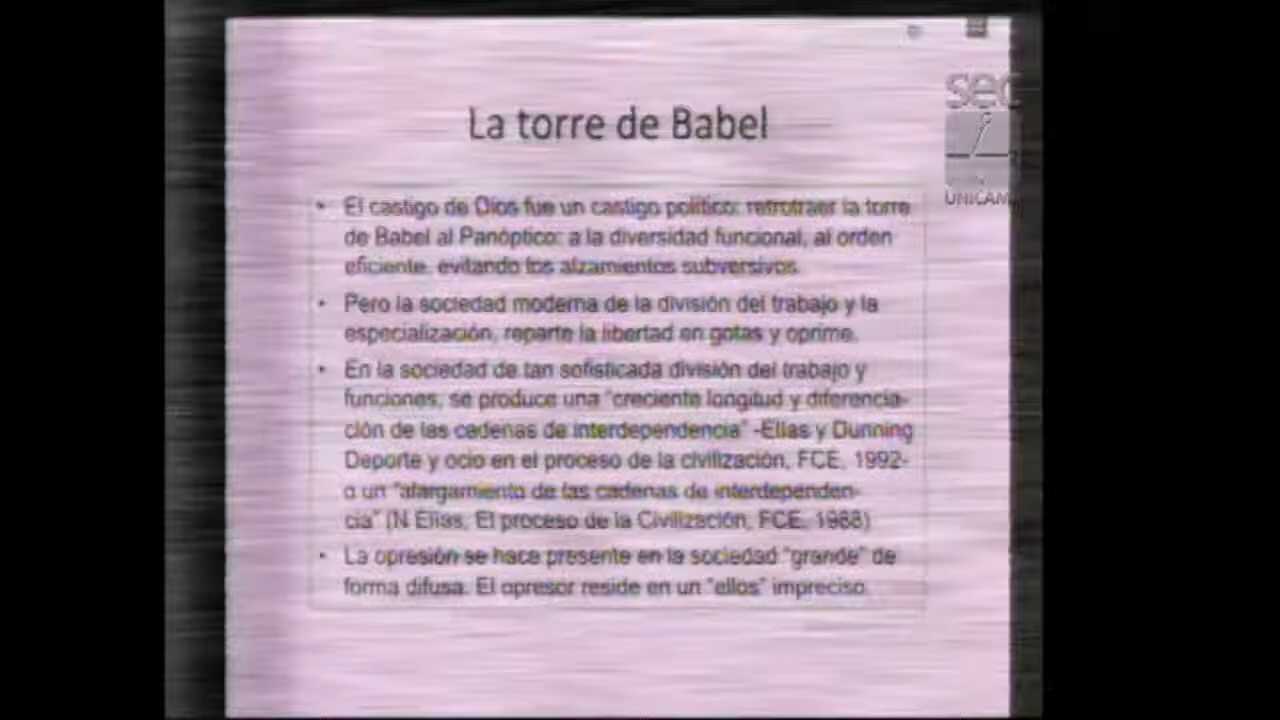 La torre de Babel
sec
UNICAM
• El castigo de Dios fue un castigo político: retrotraer la torre
de Babel al Panóptico: a la diversidad funcional, al orden
eficiente, evitando los alzamientos subversivos.
• Pero la sociedad moderna de la división del trabajo y la
especialización, reparte la libertad en gotas y oprime.
• En la sociedad de tan sofisticada división del trabajo y
funciones, se produce una "creciente longitud y diferencia-
ción de las cadenas de interdependencia" -Elias y Dunning
Deporte y ocio en el proceso de la civilización, FCE, 1992-
o un "alargamiento de las cadenas de interdependen-
cia" (N Elias, El proceso de la Civilización, FCE, 1988)
• La opresión se hace presente en la sociedad "grande" de
forma difusa. El opresor reside en un "ellos" impreciso.